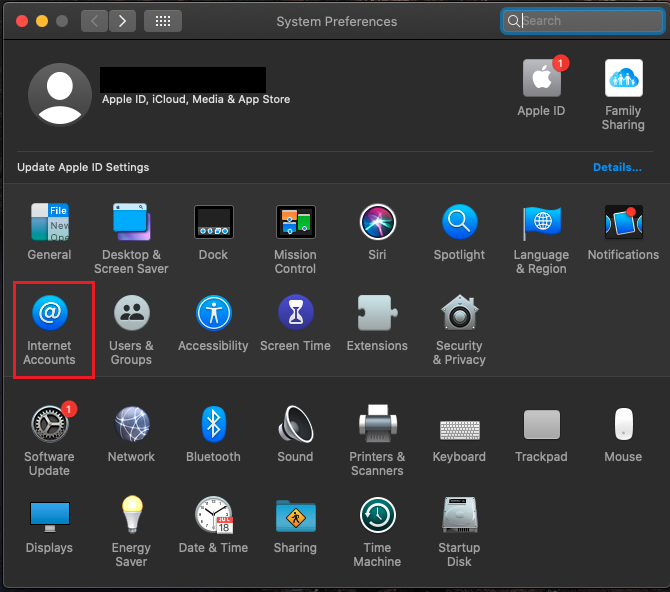 System Preferences
Search
Apple ID, iCloud, Media & App Store
1
Apple ID
Family
Sharing
Update Apple ID Settings
Details...
File
New
Ope
General
Desktop &
Screen Saver
Dock
Mission
Control
Siri
Spotlight
Language
& Region
Notifications
@
Internet
Accounts
Users &
Groups
Accessibility
Screen Time
Extensions
Security
& Privacy
1
Software
Update
Network
Bluetooth
Sound
Printers &
Scanners
Keyboard
Trackpad
Mouse
Displays
Energy
Saver
JUL
18
Date & Time
Sharing
Time
Machine
Startup
Disk